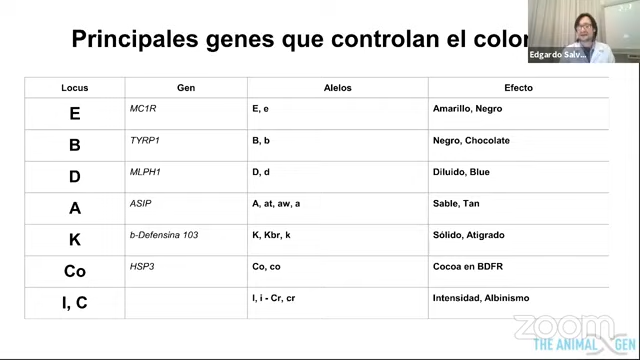 Principales genes que controlan el color
Edgardo Salv...
Locus Gen Alelos Efecto
E MC1R E, e Amarillo, Negro
B TYRP1 B, b Negro, Chocolate
D MLPH1 D, d Diluido, Blue
A ASIP A, at, aw, a Sable, Tan
K b-Defensina 103 K, Kbr, k Sólido, Atigrado
Co HSP3 Co, co Cocoa en BDFR
I, C I, i - Cr, cr Intensidad, Albinismo
zoom
THE ANIMAL GEN